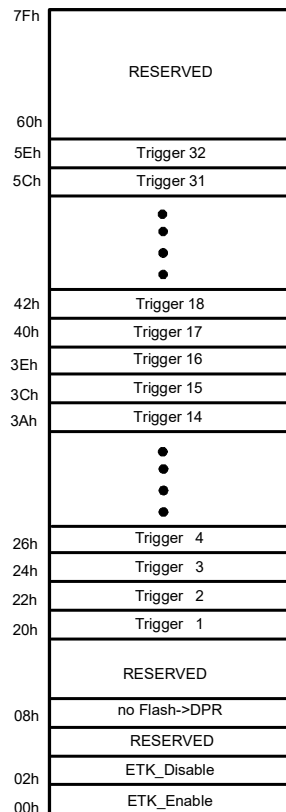 7Fh
RESERVED
60h
5Eh Trigger 32
5Ch Trigger 31
42h Trigger 18
40h Trigger 17
3Eh Trigger 16
3Ch Trigger 15
3Ah Trigger 14
26h Trigger 4
24h Trigger 3
22h Trigger 2
20h Trigger 1
RESERVED
08h no Flash->DPR
RESERVED
02h ETK_Disable
00h ETK_Enable